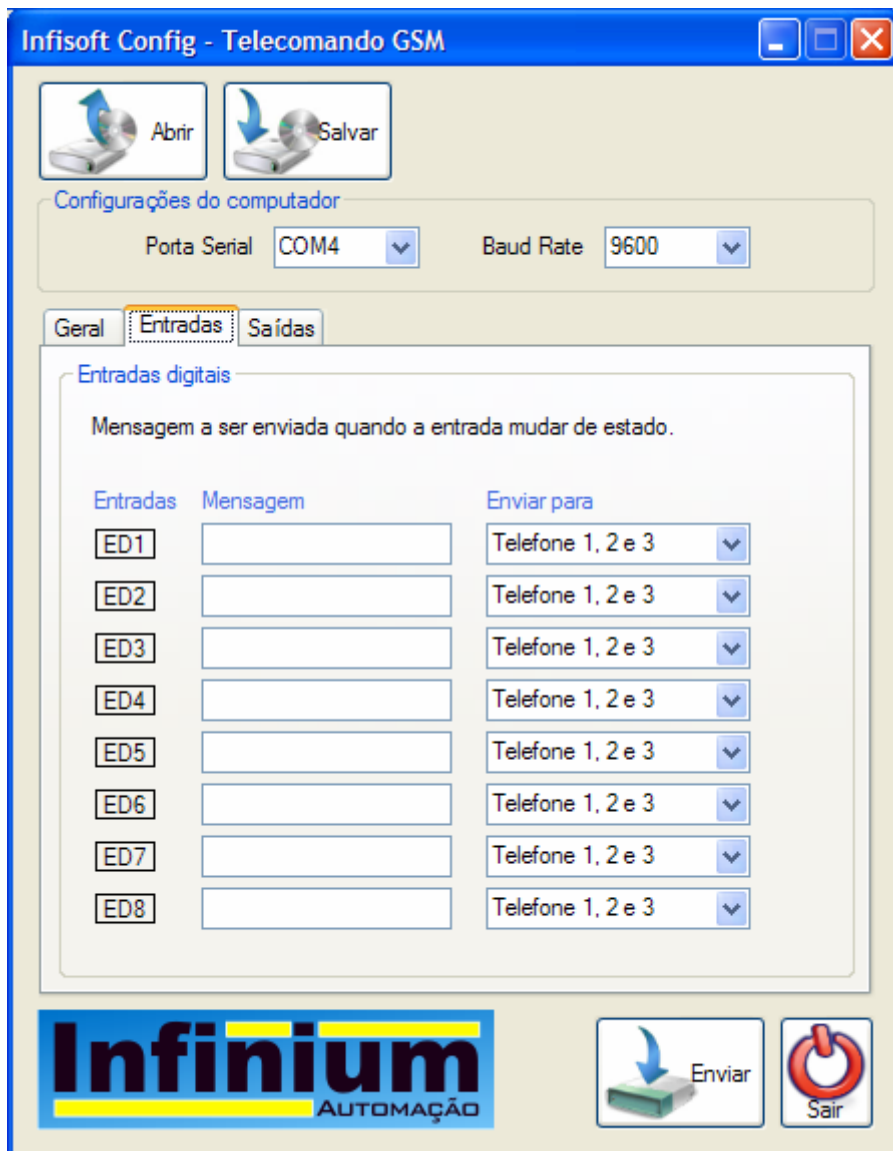 Infisoft Config - Telecomando GSM
Abrir Salvar
Configurações do computador
Porta Serial COM4 Baud Rate 9600
Geral Entradas Saídas
Entradas digitais
Mensagem a ser enviada quando a entrada mudar de estado.
Entradas Mensagem Enviar para
ED1 Telefone 1, 2 e 3
ED2 Telefone 1, 2 e 3
ED3 Telefone 1, 2 e 3
ED4 Telefone 1, 2 e 3
ED5 Telefone 1, 2 e 3
ED6 Telefone 1, 2 e 3
ED7 Telefone 1, 2 e 3
ED8 Telefone 1, 2 e 3
Infinium
AUTOMAÇÃO
Enviar
Sair